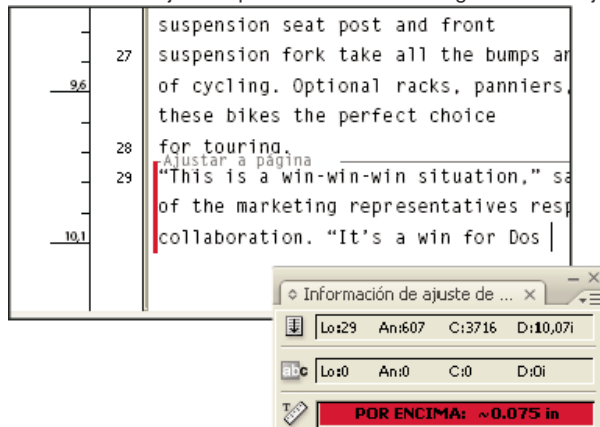 suspension seat post and front
27 suspension fork take all the bumps an
9,6 of cycling. Optional racks, panniers,
these bikes the perfect choice
28 for touring.
Ajustar a página
29 “This is a win-win-win situation,” sa
of the marketing representatives resp
10,1 collaboration. “It's a win for Dos
Información de ajuste de ...
Lo:29 An:607 C:3716 D:10,07i
abc Lo:0 An:0 C:0 D:0i
T POR ENCIMA: ~0.075 in